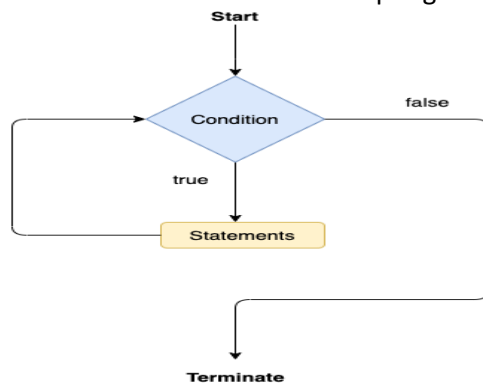 Start
Condition
false
true
Statements
Terminate